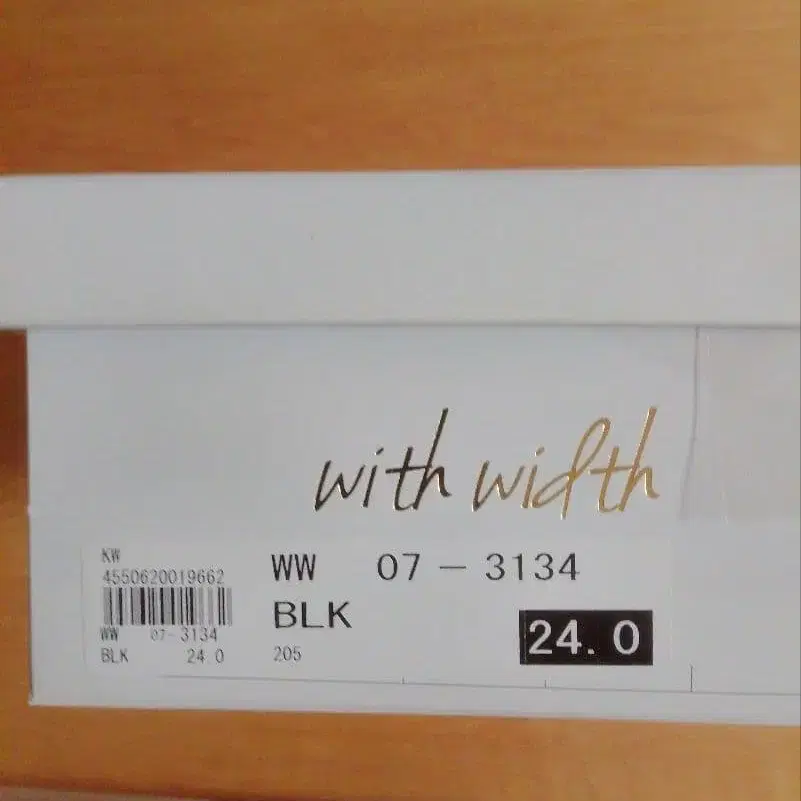 with width
KW
4550620019662
WW 07-3134
BLK 24.0
WW 07-3134
BLK
24.0
205